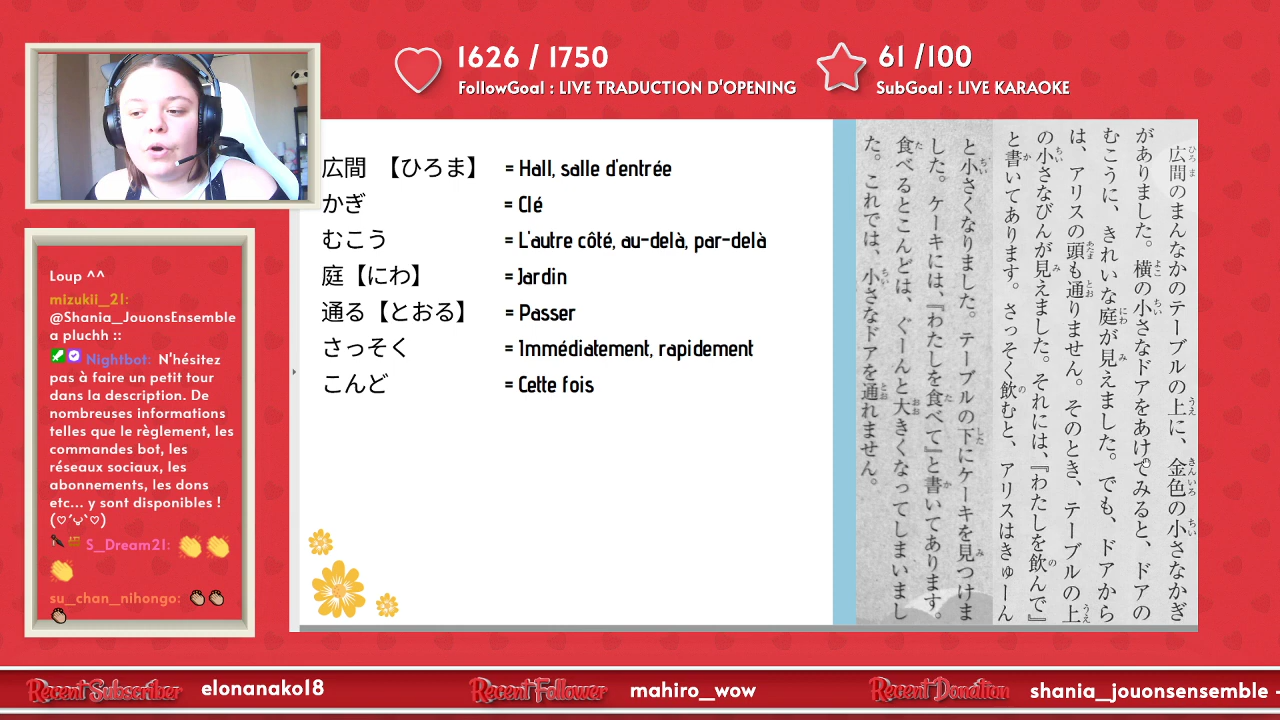 1626 / 1750
FollowGoal : LIVE TRADUCTION D'OPENING
61 /100
SubGoal : LIVE KARAOKE
広間 【ひろま】 = Hall, salle d'entrée
かぎ = Clé
むこう = L'autre côté, au-delà, par-delà
庭【にわ】 = Jardin
通る【とおる】 = Passer
さっそく = Immédiatement, rapidement
こんど = Cette fois
広間のまんなかのテーブルの上に、金色の小さなかぎ
がありました。横の小さなドアをあけてみると、ドアの
むこうに、きれいな庭が見えました。でも、ドアから
は、アリスの頭も通りません。そのとき、テーブルの上
の小さなびんが見えました。それには、『わたしを飲んで』
と書いてあります。さっそく飲むと、アリスはきゅーん
と小さくなりました。テーブルの下にケーキを見つけま
した。ケーキには、『わたしを食べて』と書いてあります。
食べるとこんどは、ぐーんと大きくなってしまいまし
た。これでは、小さなドアを通れません。
Loup ^^
mizukii_21:
@Shania_JouonsEnsemble
a pluchh ::
Nightbot: N'hésitez
pas à faire un petit tour
dans la description. De
nombreuses informations
telles que le règlement, les
commandes bot, les
réseaux sociaux, les
abonnements, les dons
etc... y sont disponibles !
(♡´◡`♡)
S_Dream21: 👏 👏
👏
su_chan_nihongo: 👏🏽👏🏽
👏🏽
Recent Subscriber elonanako18
Recent Follower mahiro_wow
Recent Donation shania_jouonsensemble -